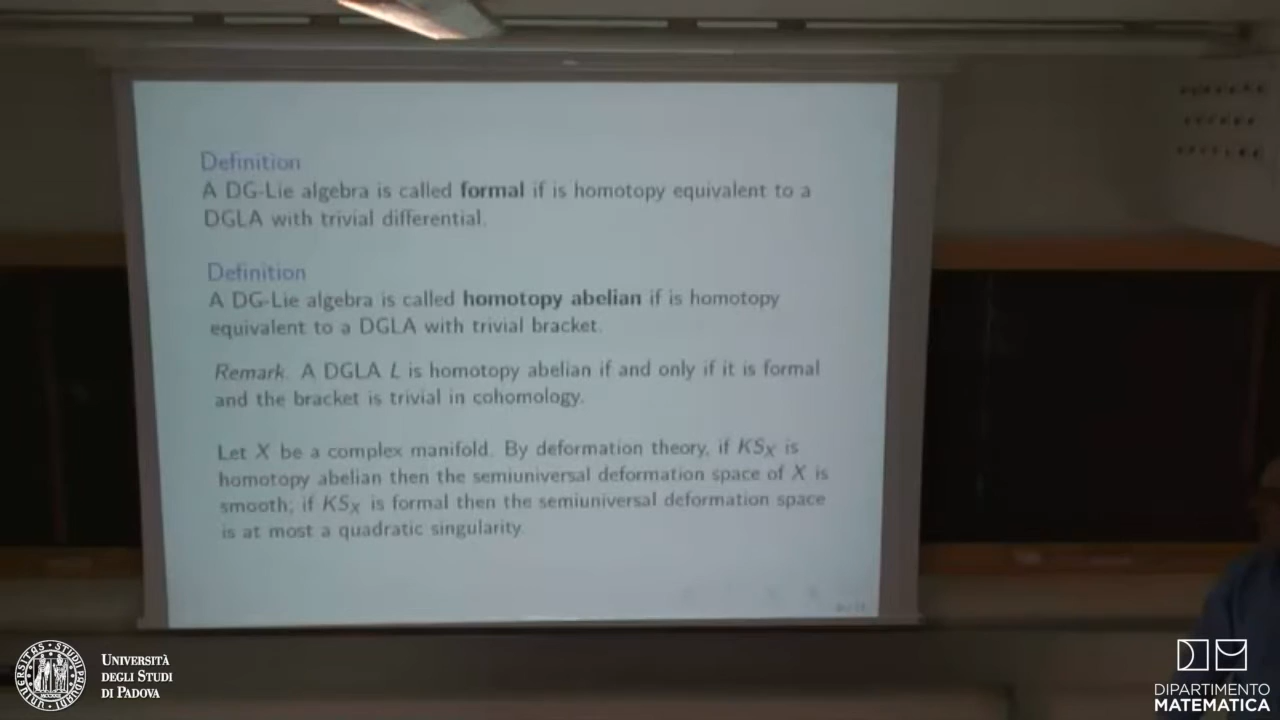 Definition
A DG-Lie algebra is called formal if is homotopy equivalent to a
DGLA with trivial differential.
Definition
A DG-Lie algebra is called homotopy abelian if is homotopy
equivalent to a DGLA with trivial bracket.
Remark. A DGLA L is homotopy abelian if and only if it is formal
and the bracket is trivial in cohomology.
Let X be a complex manifold. By deformation theory, if KS_X is
homotopy abelian then the semiuniversal deformation space of X is
smooth; if KS_X is formal then the semiuniversal deformation space
is at most a quadratic singularity.
UNIVERSITÀ
DEGLI STUDI
DI PADOVA
DIPARTIMENTO
MATEMATICA